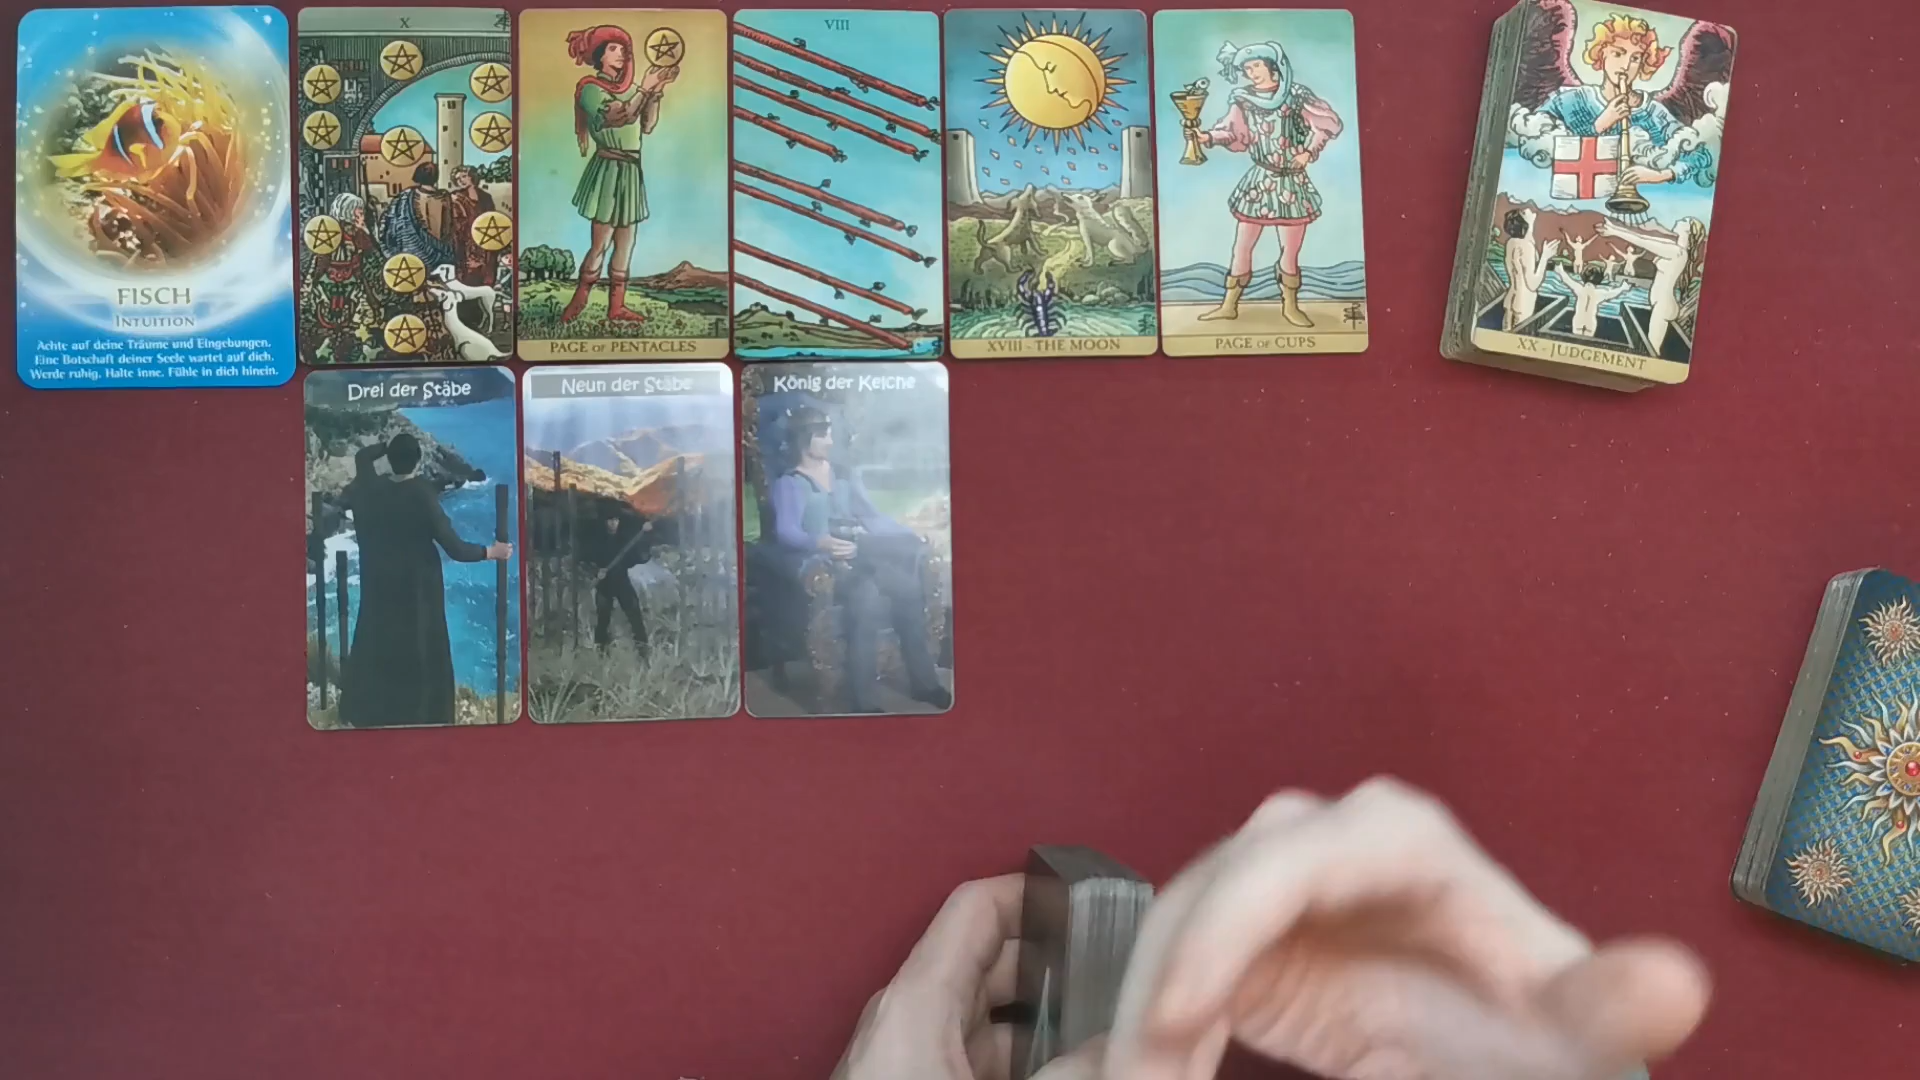 FISCH
INTUITION
Achte auf deine Träume und Eingebungen.
Eine Botschaft deiner Seele wartet auf dich.
Werde ruhig. Halte inne. Fühle in dich hinein.
X
PAGE OF PENTACLES
VIII
XVIII - THE MOON
PAGE OF CUPS
XX - JUDGEMENT
Drei der Stäbe
Neun der Stäbe
König der Kelche